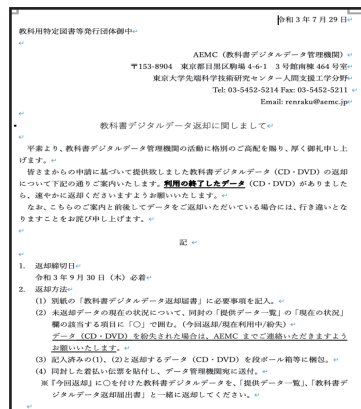 令和 3 年 7 月 29 日
教科用特定図書等発行団体御中
AEMC（教科書デジタルデータ管理機関）
〒153-8904　東京都目黒区駒場 4-6-1　3 号館南棟 464 号室
東京大学先端科学技術研究センター人間支援工学分野
Tel: 03-5452-5214 Fax: 03-5452-5211
Email: renraku@aemc.jp
教科書デジタルデータ返却に関しまして
平素より、教科書デジタルデータ管理機関の活動に格別のご高配を賜り、厚く御礼申し上
げます。
皆さまからの申請に基づいて提供致しました教科書デジタルデータ（CD・DVD）の返却
について下記の通りご案内いたします。利用の終了したデータ（CD・DVD）がありました
ら、速やかに返却くださいますようお願いいたします。
なお、こちらのご案内と前後してデータをご返却いただいている場合には、行き違いとな
りますことをお詫び申し上げます。
記
1.　返却締切日
令和 3 年 9 月 30 日（木）必着
2.　返却方法
(1) 別紙の「教科書デジタルデータ返却届書」に必要事項を記入。
(2) 未返却データの現在の状況について、同封の「提供データ一覧」の「現在の状況」
欄の該当する項目に「○」で囲む。（今回返却/現在利用中/紛失）
データ（CD・DVD）を紛失された場合は、AEMC までご連絡いただきますよう
お願いいたします。
(3) 記入済みの(1)、(2)と返却するデータ（CD・DVD）を段ボール箱等に梱包。
(4) 同封した着払い伝票を貼付し、データ管理機関宛に送付。
※『今回返却』に○を付けた教科書デジタルデータを、「提供データ一覧」、「教科書デ
ジタルデータ返却届出書」と一緒に返却してください。